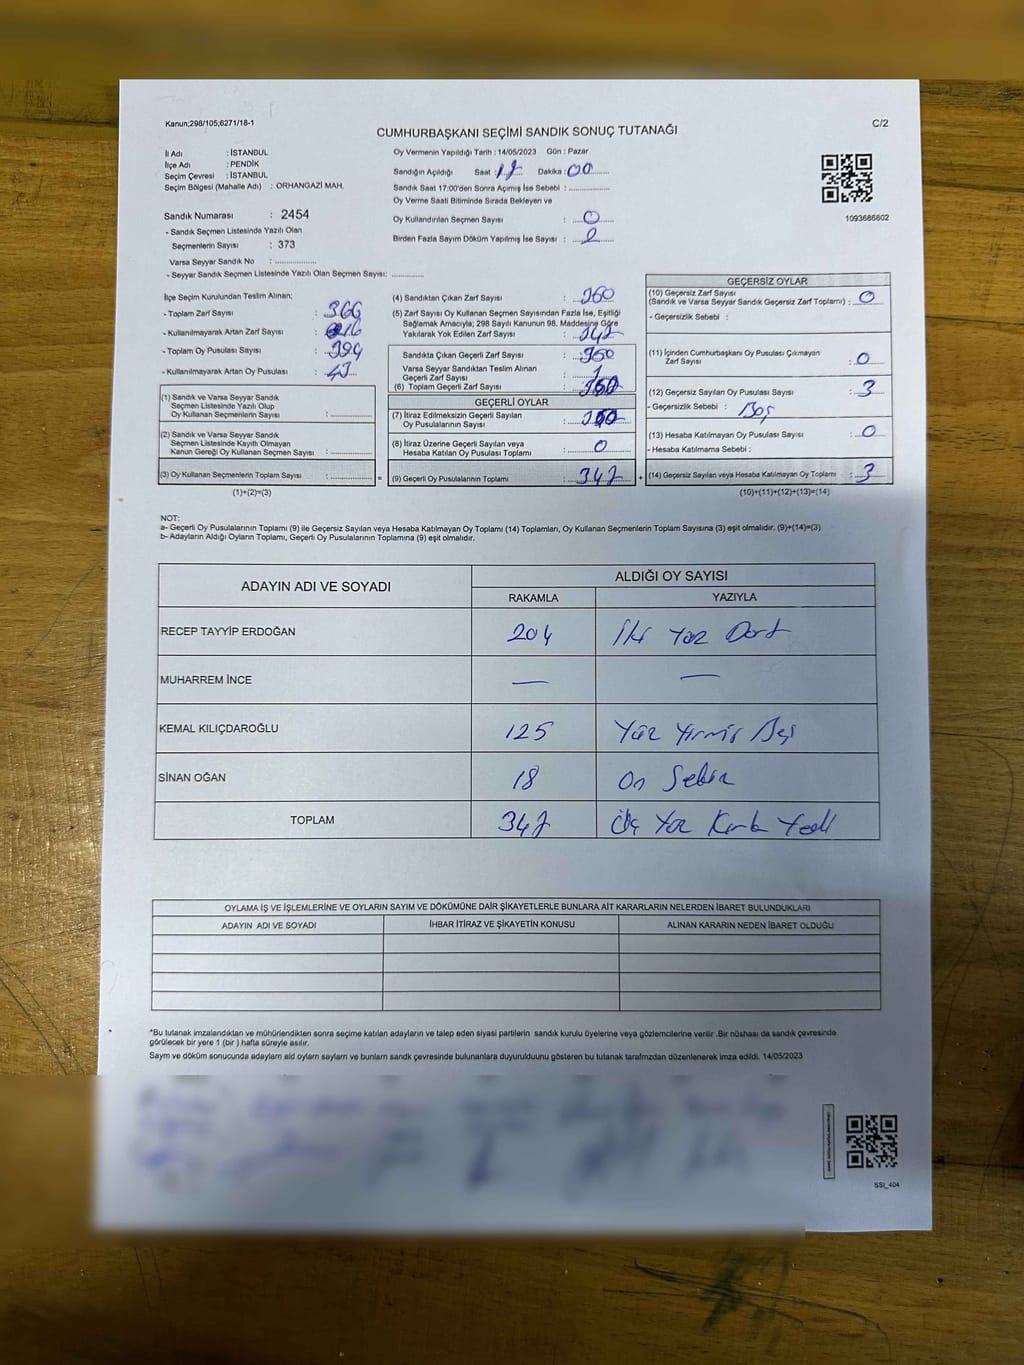 Kanun;298/105;6271/18-1
C/2
CUMHURBAŞKANI SEÇİMİ SANDIK SONUÇ TUTANAĞI
İl Adı : İSTANBUL
İlçe Adı : PENDİK
Seçim Çevresi : İSTANBUL
Seçim Bölgesi (Mahalle Adı) : ORHANGAZİ MAH.
Sandık Numarası : 2454
- Sandık Seçmen Listesinde Yazılı Olan
Seçmenlerin Sayısı : 373
Varsa Seyyar Sandık No : ...............
- Seyyar Sandık Seçmen Listesinde Yazılı Olan Seçmen Sayısı: ............
Oy Vermenin Yapıldığı Tarih : 14/05/2023 Gün : Pazar
Sandığın Açıldığı Saat : 17 Dakika : 00
Sandık Saat 17:00'den Sonra Açımış İse Sebebi : ...............
Oy Verme Saati Bitiminde Sırada Bekleyen ve
Oy Kullandırılan Seçmen Sayısı : 0
Birden Fazla Sayım Döküm Yapılmış İse Sayısı : 2
1093686802
İlçe Seçim Kurulundan Teslim Alınan;
- Toplam Zarf Sayısı : 366
- Kullanılmayarak Artan Zarf Sayısı : 16
- Toplam Oy Pusulası Sayısı : 394
- Kullanılmayarak Artan Oy Pusulası :
(1) Sandık ve Varsa Seyyar Sandık
Seçmen Listesinde Yazılı Olup
Oy Kullanan Seçmenlerin Sayısı : ............
(2) Sandık ve Varsa Seyyar Sandık
Seçmen Listesinde Kayıtlı Olmayan
Kanun Gereği Oy Kullanan Seçmen Sayısı : ............
(3) Oy Kullanan Seçmenlerin Toplam Sayısı : ............ =
(1)+(2)=(3)
(4) Sandıktan Çıkan Zarf Sayısı :
(5) Zarf Sayısı Oy Kullanan Seçmen Sayısından Fazla İse, Eşitliği
Sağlamak Amacıyla; 298 Sayılı Kanunun 98. Maddesine Göre
Yakılarak Yok Edilen Zarf Sayısı : 347
Sandıkta Çıkan Geçerli Zarf Sayısı : 350
Varsa Seyyar Sandıktan Teslim Alınan
Geçerli Zarf Sayısı :
(6) Toplam Geçerli Zarf Sayısı : 350
GEÇERLİ OYLAR
(7) İtiraz Edilmeksizin Geçerli Sayılan
Oy Pusulalarının Sayısı :
(8) İtiraz Üzerine Geçerli Sayılan veya
Hesaba Katılan Oy Pusulası Toplamı : 0
(9) Geçerli Oy Pusulalarının Toplamı : 347 +
GEÇERSİZ OYLAR
(10) Geçersiz Zarf Sayısı
(Sandık ve Varsa Seyyar Sandık Geçersiz Zarf Toplamı) : 0
- Geçersizlik Sebebi :
(11) İçinden Cumhurbaşkanı Oy Pusulası Çıkmayan
Zarf Sayısı : 0
(12) Geçersiz Sayılan Oy Pusulası Sayısı : 3
- Geçersizlik Sebebi : Boş
(13) Hesaba Katılmayan Oy Pusulası Sayısı : 0
- Hesaba Katılmama Sebebi :
(14) Geçersiz Sayılan veya Hesaba Katılmayan Oy Toplamı : 3
(10)+(11)+(12)+(13)=(14)
NOT:
a- Geçerli Oy Pusulalarının Toplamı (9) ile Geçersiz Sayılan veya Hesaba Katılmayan Oy Toplamı (14) Toplamları, Oy Kullanan Seçmenlerin Toplam Sayısına (3) eşit olmalıdır. (9)+(14)=(3)
b- Adayların Aldığı Oyların Toplamı, Geçerli Oy Pusulalarının Toplamına (9) eşit olmalıdır.
ADAYIN ADI VE SOYADI
ALDIĞI OY SAYISI
RAKAMLA YAZIYLA
RECEP TAYYİP ERDOĞAN 204 İki Yüz Dört
MUHARREM İNCE — —
KEMAL KILIÇDAROĞLU 125 Yüz Yirmi Beş
SİNAN OĞAN 18 On Sekiz
TOPLAM 347 Üç Yüz Kırk Yedi
OYLAMA İŞ VE İŞLEMLERİNE VE OYLARIN SAYIM VE DÖKÜMÜNE DAİR ŞİKAYETLERLE BUNLARA AİT KARARLARIN NELERDEN İBARET BULUNDUKLARI
ADAYIN ADI VE SOYADI İHBAR İTİRAZ VE ŞİKAYETİN KONUSU ALINAN KARARIN NEDEN İBARET OLDUĞU
*Bu tutanak imzalandıktan ve mühürlendikten sonra seçime katılan adayların ve talep eden siyasi partilerin sandık kurulu üyelerine veya gözlemcilerine verilir .Bir nüshası da sandık çevresinde
görülecek bir yere 1 (bir ) hafta süreyle asılır.
Sayım ve döküm sonucunda adayların ald oyların sayların ve bunların sandk çevresinde bulunanlara duyurulduunu gösteren bu tutanak tarafmzdan düzenlenerek imza edildi. 14/05/2023
SSI_404